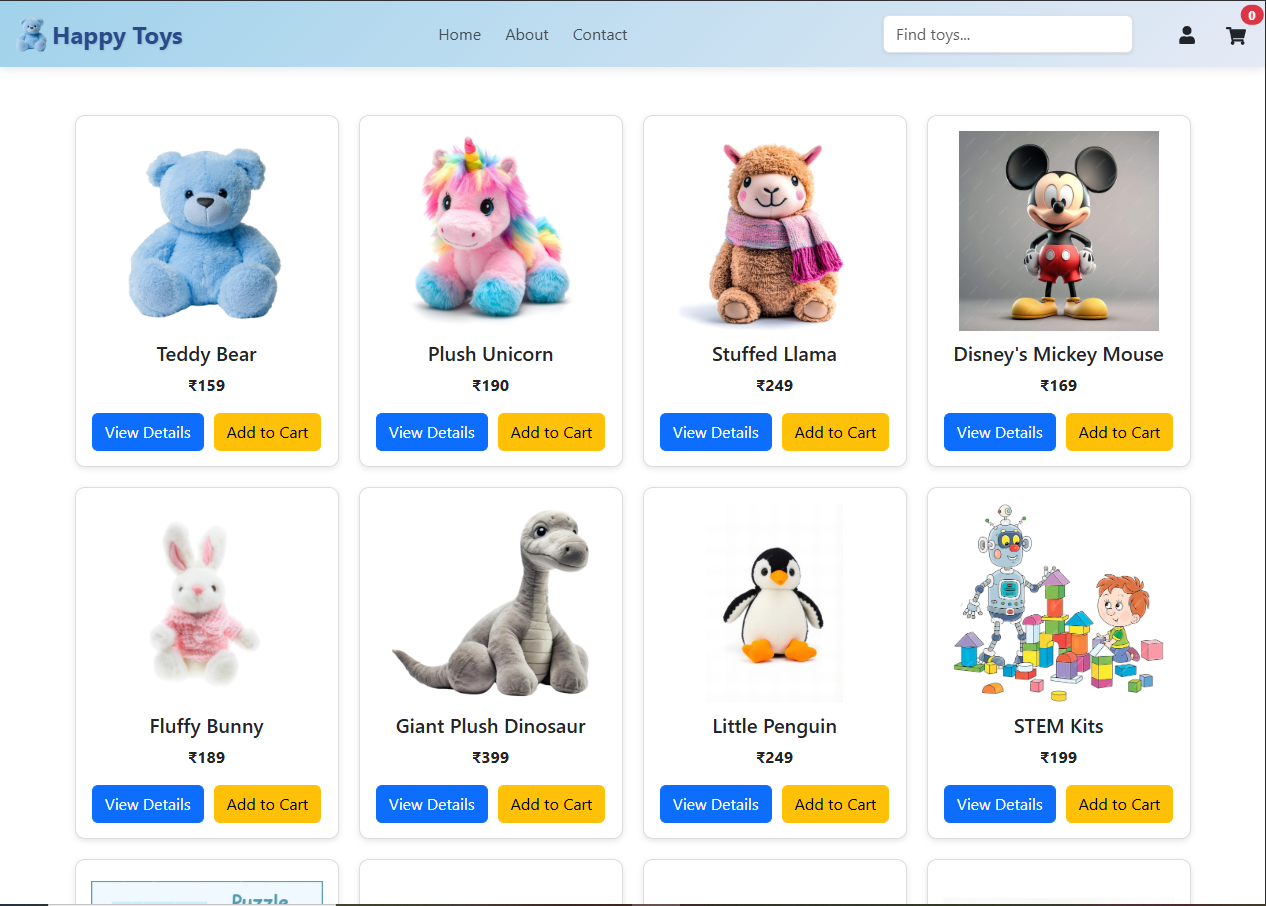 Happy Toys
Home About Contact
Find toys...
0
Teddy Bear
₹159
View Details Add to Cart
Plush Unicorn
₹190
View Details Add to Cart
Stuffed Llama
₹249
View Details Add to Cart
Disney's Mickey Mouse
₹169
View Details Add to Cart
Fluffy Bunny
₹189
View Details Add to Cart
Giant Plush Dinosaur
₹399
View Details Add to Cart
Little Penguin
₹249
View Details Add to Cart
STEM Kits
₹199
View Details Add to Cart
Puzzle